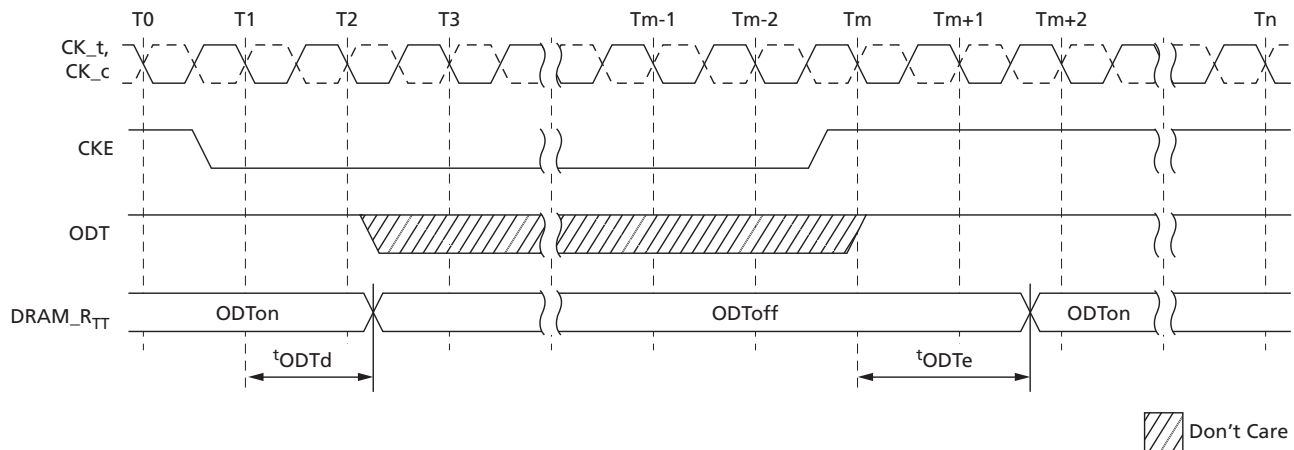 T0 T1 T2 T3 Tm-1 Tm-2 Tm Tm+1 Tm+2 Tn
CK_t,
CK_c
CKE
ODT
DRAM_RTT ODTon ODToff ODTon
tODTd tODTe
Don't Care